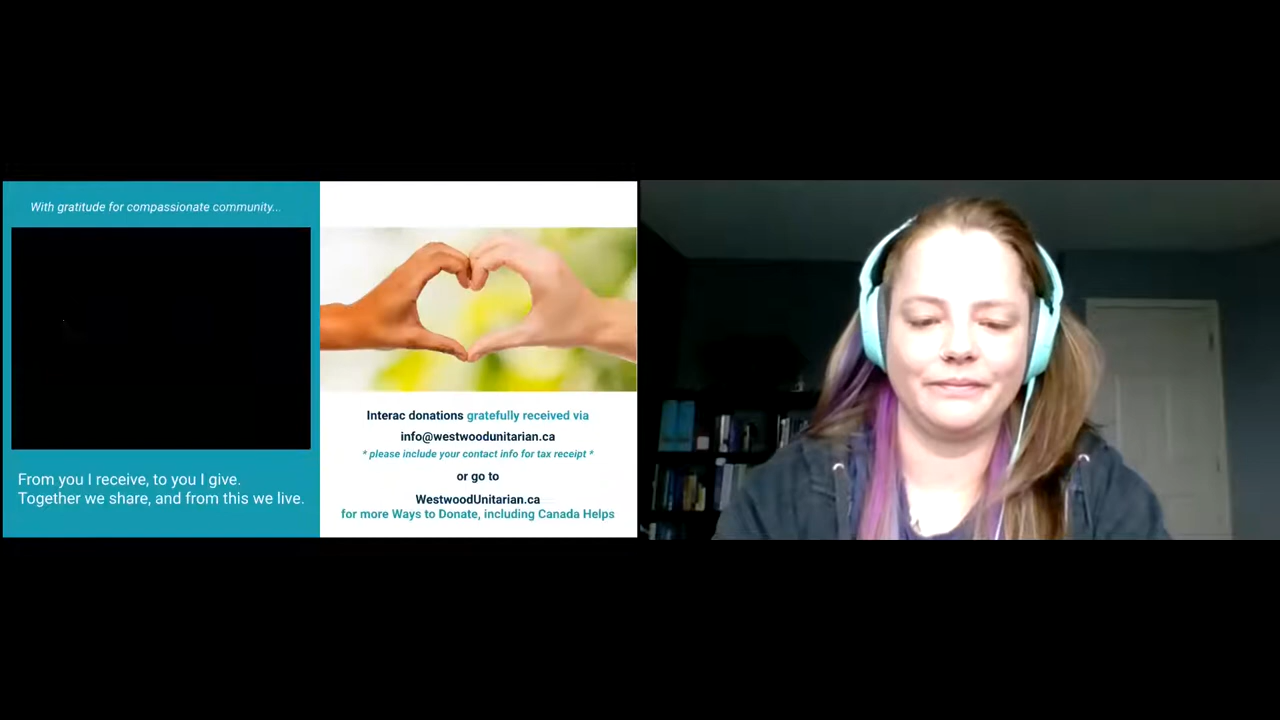 With gratitude for compassionate community...
From you I receive, to you I give.
Together we share, and from this we live.
Interac donations gratefully received via
info@westwoodunitarian.ca
* please include your contact info for tax receipt *
or go to
WestwoodUnitarian.ca
for more Ways to Donate, including Canada Helps